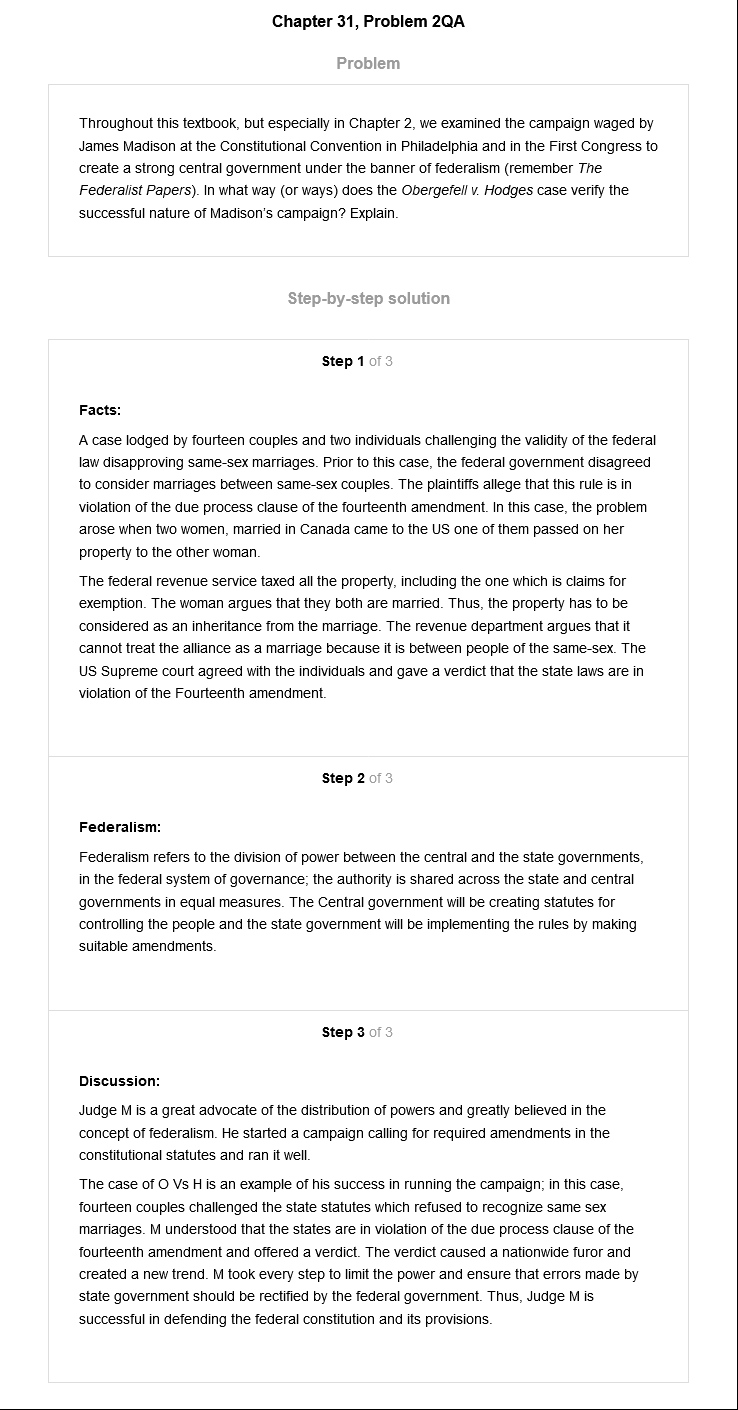 Chapter 31, Problem 2QA
Problem
Throughout this textbook, but especially in Chapter 2, we examined the campaign waged by
James Madison at the Constitutional Convention in Philadelphia and in the First Congress to
create a strong central government under the banner of federalism (remember The
Federalist Papers). In what way (or ways) does the Obergefell v. Hodges case verify the
successful nature of Madison's campaign? Explain.
Step-by-step solution
Step 1 of 3
Facts:
A case lodged by fourteen couples and two individuals challenging the validity of the federal
law disapproving same-sex marriages. Prior to this case, the federal government disagreed
to consider marriages between same-sex couples. The plaintiffs allege that this rule is in
violation of the due process clause of the fourteenth amendment. In this case, the problem
arose when two women, married in Canada came to the US one of them passed on her
property to the other woman.
The federal revenue service taxed all the property, including the one which is claims for
exemption. The woman argues that they both are married. Thus, the property has to be
considered as an inheritance from the marriage. The revenue department argues that it
cannot treat the alliance as a marriage because it is between people of the same-sex. The
US Supreme court agreed with the individuals and gave a verdict that the state laws are in
violation of the Fourteenth amendment.
Step 2 of 3
Federalism:
Federalism refers to the division of power between the central and the state governments,
in the federal system of governance; the authority is shared across the state and central
governments in equal measures. The Central government will be creating statutes for
controlling the people and the state government will be implementing the rules by making
suitable amendments.
Step 3 of 3
Discussion:
Judge M is a great advocate of the distribution of powers and greatly believed in the
concept of federalism. He started a campaign calling for required amendments in the
constitutional statutes and ran it well.
The case of O Vs H is an example of his success in running the campaign; in this case,
fourteen couples challenged the state statutes which refused to recognize same sex
marriages. M understood that the states are in violation of the due process clause of the
fourteenth amendment and offered a verdict. The verdict caused a nationwide furor and
created a new trend. M took every step to limit the power and ensure that errors made by
state government should be rectified by the federal government. Thus, Judge M is
successful in defending the federal constitution and its provisions.